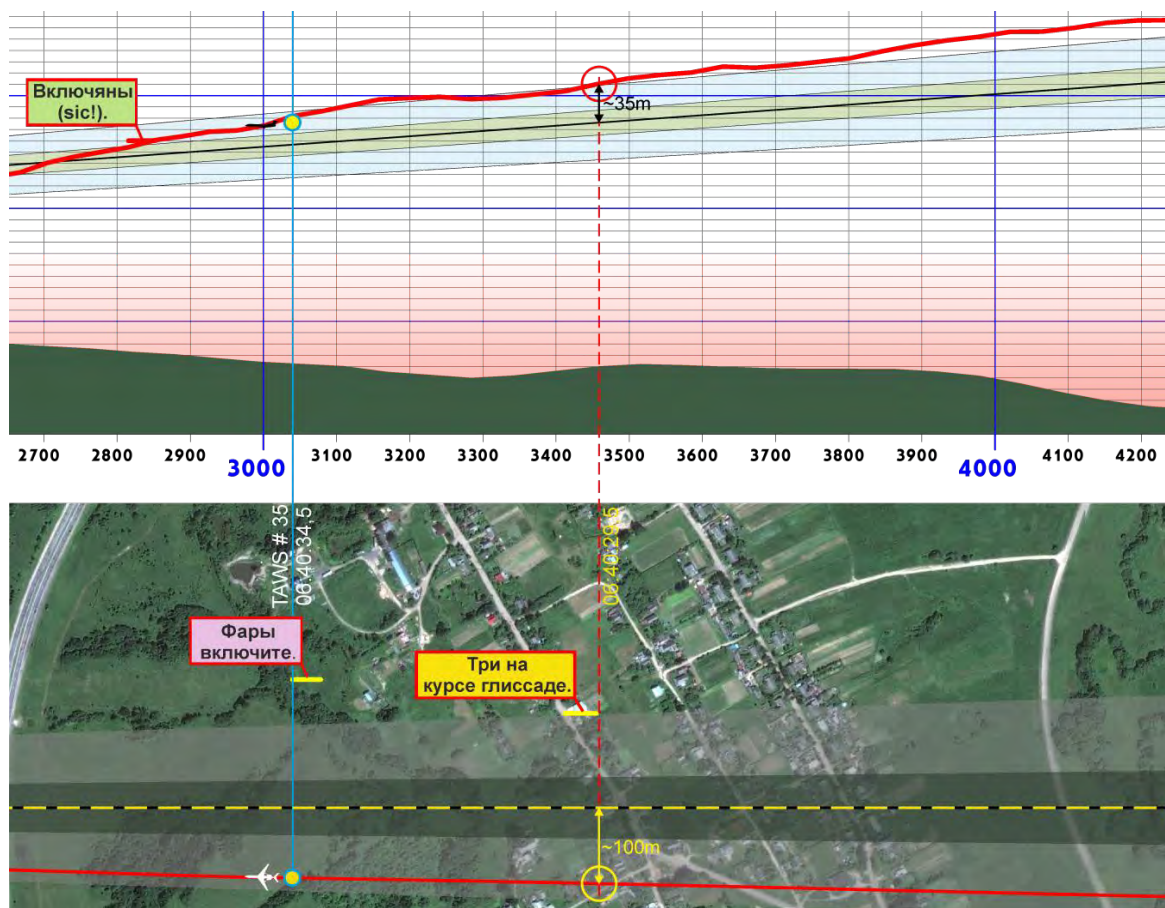 Включяны
(sic!).
~35m
2700 2800 2900 3000 3100 3200 3300 3400 3500 3600 3700 3800 3900 4000 4100 4200
TAWS # 35
06:40:34,5
06:40:29,5
Фары
включите.
Три на
курсе глиссаде.
~100m